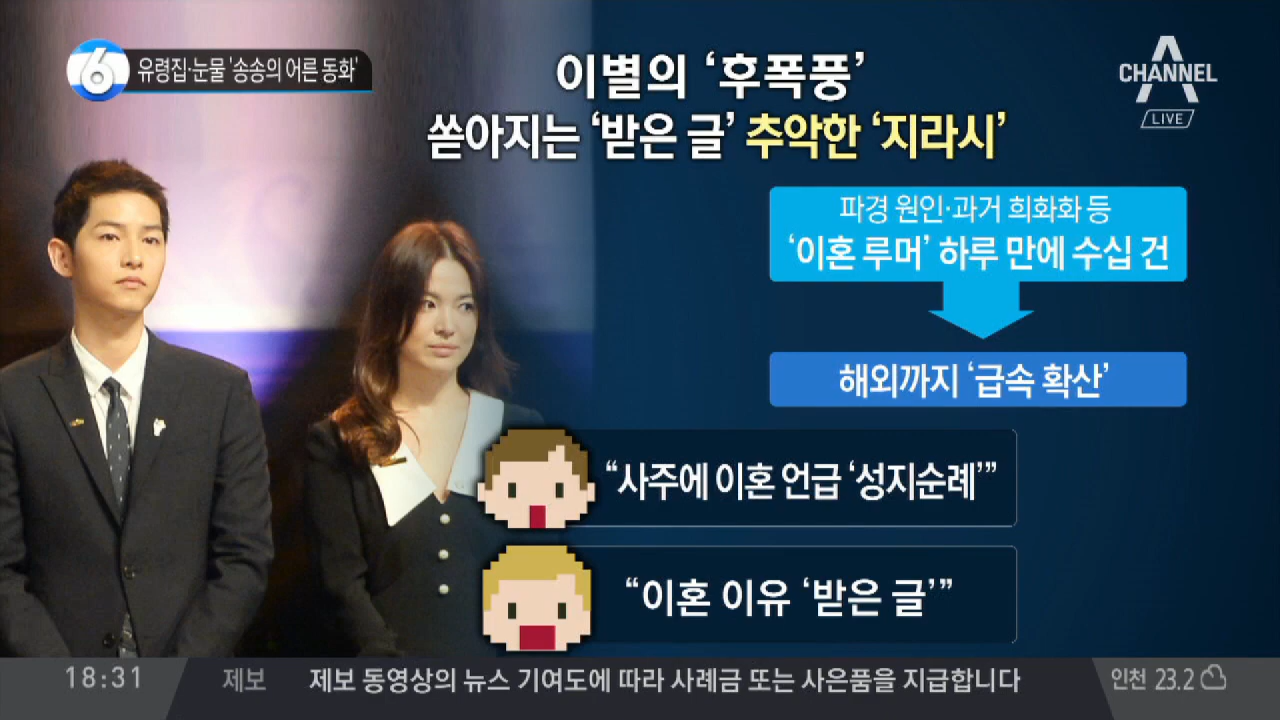 6
유령집·눈물 '송송의 어른 동화'
이별의 ‘후폭풍’
쏟아지는 ‘받은 글’ 추악한 ‘지라시’
CHANNEL A
LIVE
파경 원인·과거 희화화 등
‘이혼 루머’ 하루 만에 수십 건
해외까지 ‘급속 확산’
“사주에 이혼 언급 ‘성지순례’”
“이혼 이유 ‘받은 글’”
18:31
제보
제보 동영상의 뉴스 기여도에 따라 사례금 또는 사은품을 지급합니다
인천 23.2